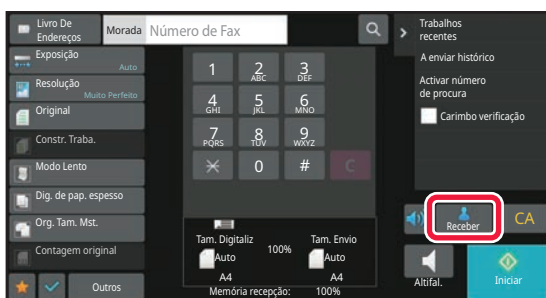 Livro De
Endereços
Morada
Número de Fax
Trabalhos
recentes
Exposição
Auto
A enviar histórico
Resolução
Muito Perfeito
Activar número
de procura
Original
Carimbo verificação
Constr. Traba.
Modo Lento
Dig. de pap. espesso
Org. Tam. Mst.
Contagem original
Outros
1
2
ABC
3
DEF
4
GHI
5
JKL
6
MNO
7
PQRS
8
TUV
9
WXYZ
0
#
C
Tam. Digitaliz
100%
Tam. Envio
Auto
Auto
A4
A4
Memória recepção: 100%
Receber
CA
Altifal.
Iniciar